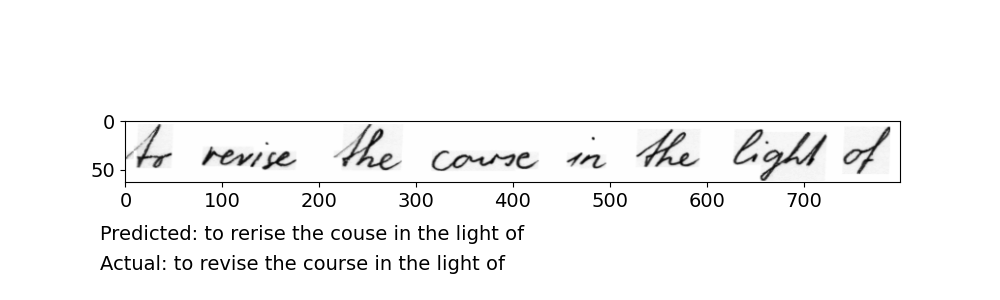 0
50
to revise the course in the light of
0 100 200 300 400 500 600 700
Predicted: to rerise the couse in the light of
Actual: to revise the course in the light of